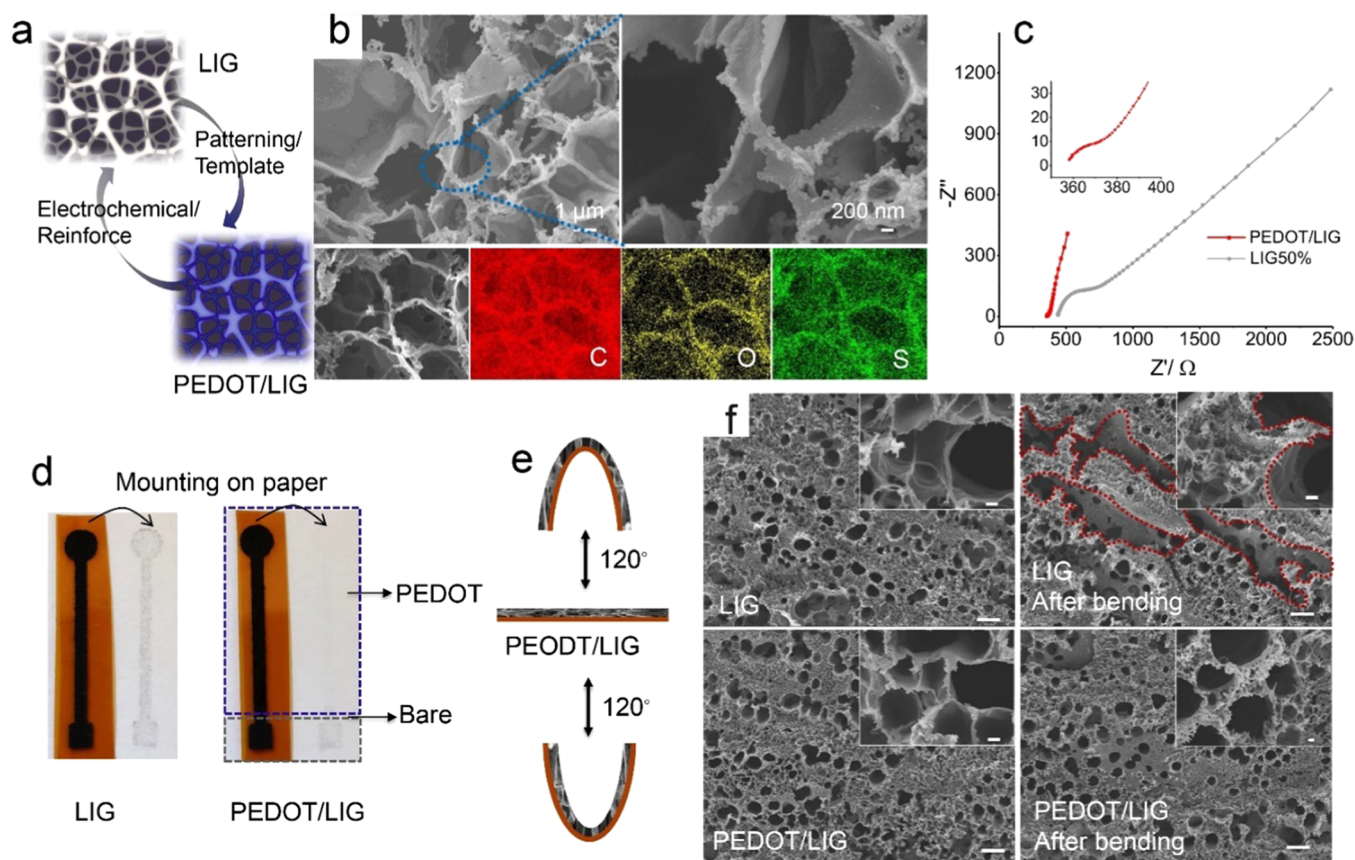 a
LIG
Patterning/
Template
Electrochemical/
Reinforce
PEDOT/LIG
b
1 μm
200 nm
C
O
S
c
-Z''
1200
900
600
300
0
30
20
10
0
360
380
400
PEDOT/LIG
LIG50%
0
500
1000
1500
2000
2500
Z'/ Ω
d
Mounting on paper
PEDOT
Bare
LIG
PEDOT/LIG
e
120°
PEODT/LIG
120°
f
LIG
LIG
After bending
PEDOT/LIG
PEDOT/LIG
After bending